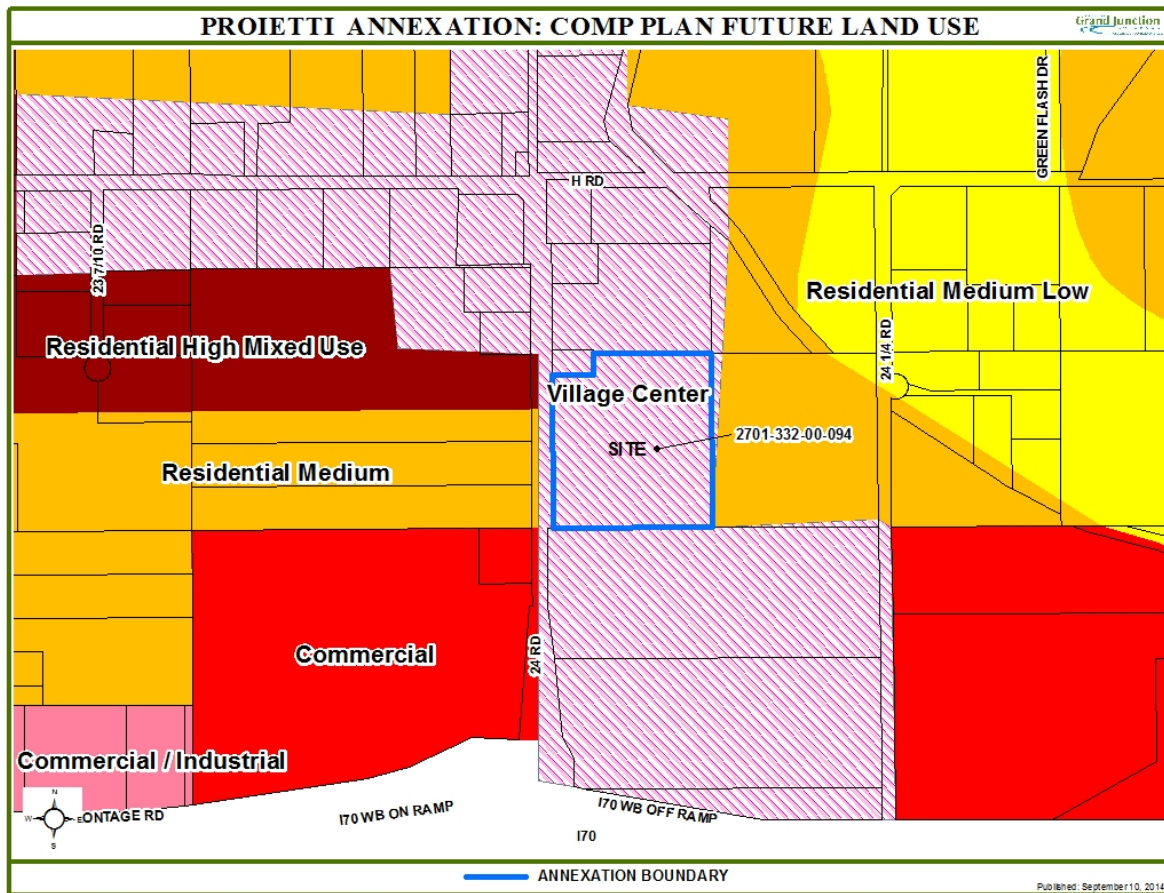 PROIETTI ANNEXATION: COMP PLAN FUTURE LAND USE
Grand Junction
GREEN FLASH DR.
H RD
23 7/10 RD
Residential Medium Low
24 1/4 RD
Residential High Mixed Use
Village Center
2701-332-00-094
SITE
Residential Medium
24 RD
Commercial
Commercial / Industrial
N
W
E
S
ONTAGE RD
I70 WB ON RAMP
I70 WB OFF RAMP
I70
ANNEXATION BOUNDARY
Published: September 10, 2014